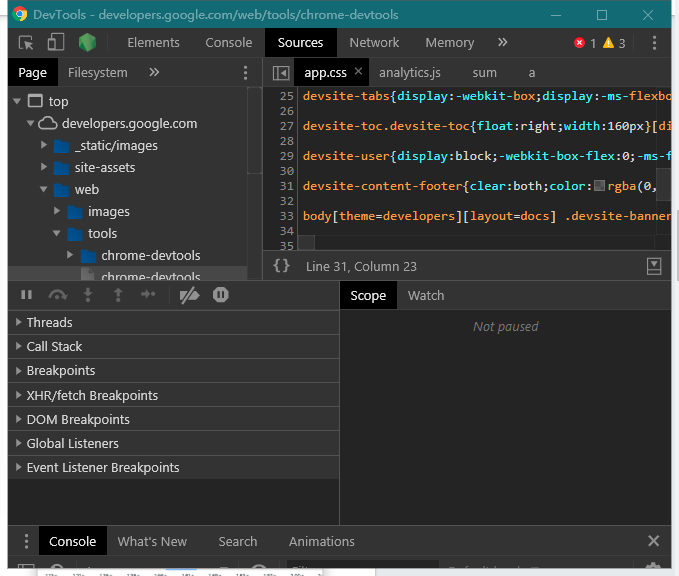 DevTools - developers.google.com/web/tools/chrome-devtools
Elements Console Sources Network Memory » 1 3
Page Filesystem » app.css × analytics.js sum a
top
developers.google.com
_static/images
site-assets
web
images
tools
chrome-devtools
chrome-devtools
25 devsite-tabs{display:-webkit-box;display:-ms-flexbo
26
27 devsite-toc.devsite-toc{float:right;width:160px}[di
28
29 devsite-user{display:block;-webkit-box-flex:0;-ms-f
30
31 devsite-content-footer{clear:both;color:rgba(0,
32
33 body[theme=developers][layout=docs] .devsite-banner
34
35
{} Line 31, Column 23
Scope Watch
Not paused
Threads
Call Stack
Breakpoints
XHR/fetch Breakpoints
DOM Breakpoints
Global Listeners
Event Listener Breakpoints
Console What's New Search Animations